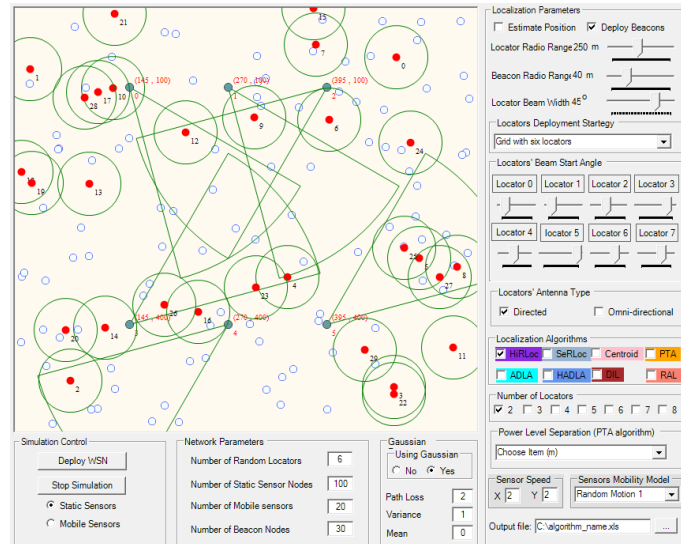 21
15
7
1
0
(145, 100)
(395, 100)
10
17
28
0
1
2
9
6
12
24
19
13
25
8
27
4
23
26
16
(145, 400)
(270, 400)
(395, 400)
14
20
4
5
29
11
2
3
22
Localization Parameters
Estimate Position
Deploy Beacons
Locator Radio Range 250 m
Beacon Radio Range 40 m
Locator Beam Width 45°
Locators Deployment Startegy
Grid with six locators
Locators' Beam Start Angle
Locator 0 Locator 1 Locator 2 Locator 3
Locator 4 locator 5 Locator 6 Locator 7
Locators' Antenna Type
Directed
Omni-directional
Localization Algorithms
HiRLoc SeRLoc Centroid PTA
ADLA HADLA DIL RAL
Number of Locators
2 3 4 5 6 7 8
Power Level Separation (PTA algorithm)
Choose Item (m)
Sensor Speed
X 2 Y 2
Sensors Mobility Model
Random Motion 1
Output file: C:\algorithm_name.xls ...
Simulation Control
Deploy WSN
Stop Simulation
Static Sensors
Mobile Sensors
Network Parameters
Number of Random Locators 6
Number of Static Sensor Nodes 100
Number of Mobile sensors 20
Number of Beacon Nodes 30
Gaussian
Using Gaussian
No Yes
Path Loss 2
Variance 1
Mean 0